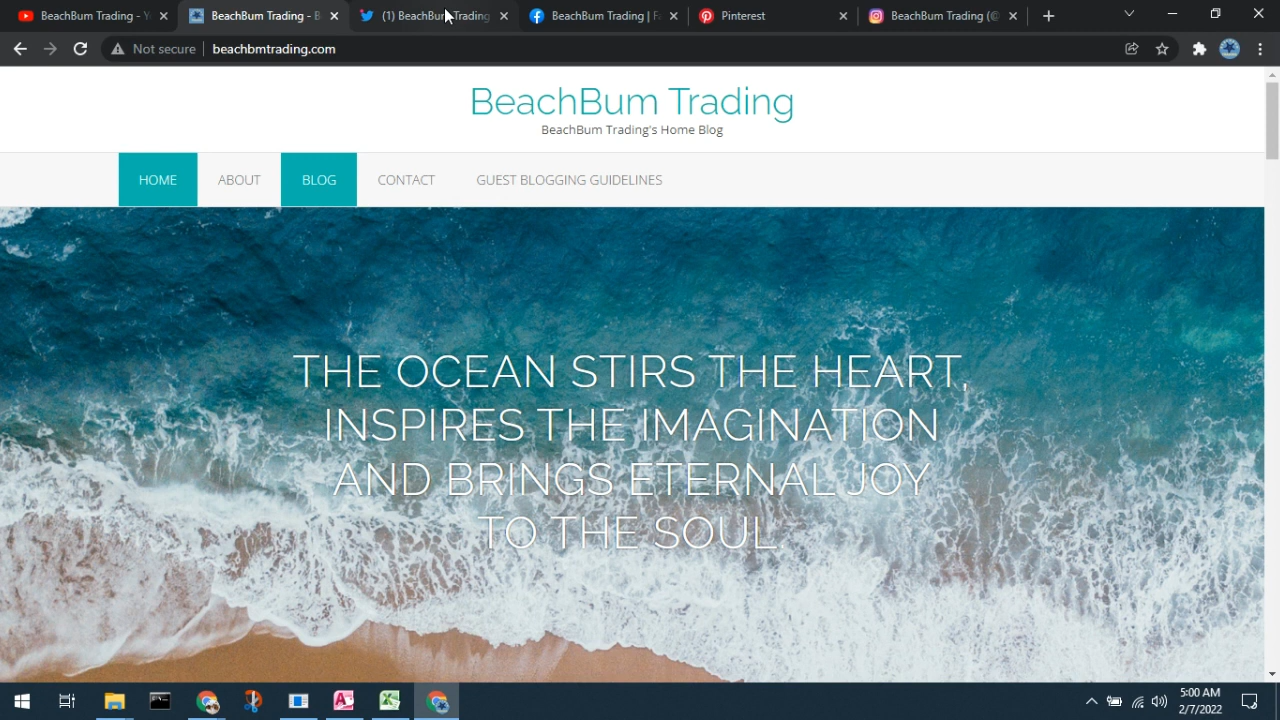 BeachBum Trading - Y
BeachBum Trading - B
(1) BeachBum Trading
BeachBum Trading | F
Pinterest
BeachBum Trading (@
Not secure
beachbmtrading.com
BeachBum Trading
BeachBum Trading's Home Blog
HOME
ABOUT
BLOG
CONTACT
GUEST BLOGGING GUIDELINES
THE OCEAN STIRS THE HEART,
INSPIRES THE IMAGINATION
AND BRINGS ETERNAL JOY
TO THE SOUL.
5:00 AM
2/7/2022